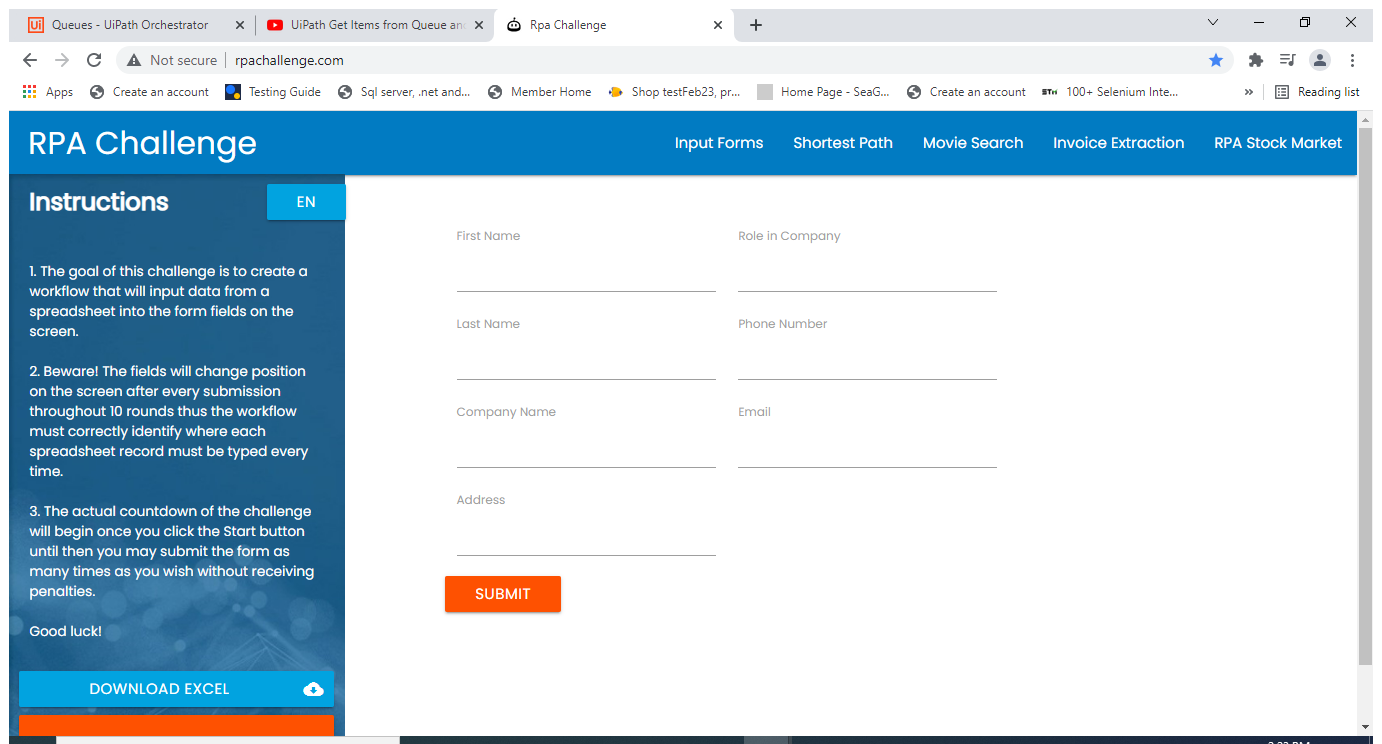 Queues - UiPath Orchestrator
UiPath Get Items from Queue an
Rpa Challenge
Not secure
rpachallenge.com
Apps
Create an account
Testing Guide
Sql server, .net and...
Member Home
Shop testFeb23, pr...
Home Page - SeaG...
Create an account
STH
100+ Selenium Inte...
»
Reading list
RPA Challenge
Input Forms
Shortest Path
Movie Search
Invoice Extraction
RPA Stock Market
Instructions
EN
1. The goal of this challenge is to create a
workflow that will input data from a
spreadsheet into the form fields on the
screen.
2. Beware! The fields will change position
on the screen after every submission
throughout 10 rounds thus the workflow
must correctly identify where each
spreadsheet record must be typed every
time.
3. The actual countdown of the challenge
will begin once you click the Start button
until then you may submit the form as
many times as you wish without receiving
penalties.
Good luck!
DOWNLOAD EXCEL
First Name
Role in Company
Last Name
Phone Number
Company Name
Email
Address
SUBMIT